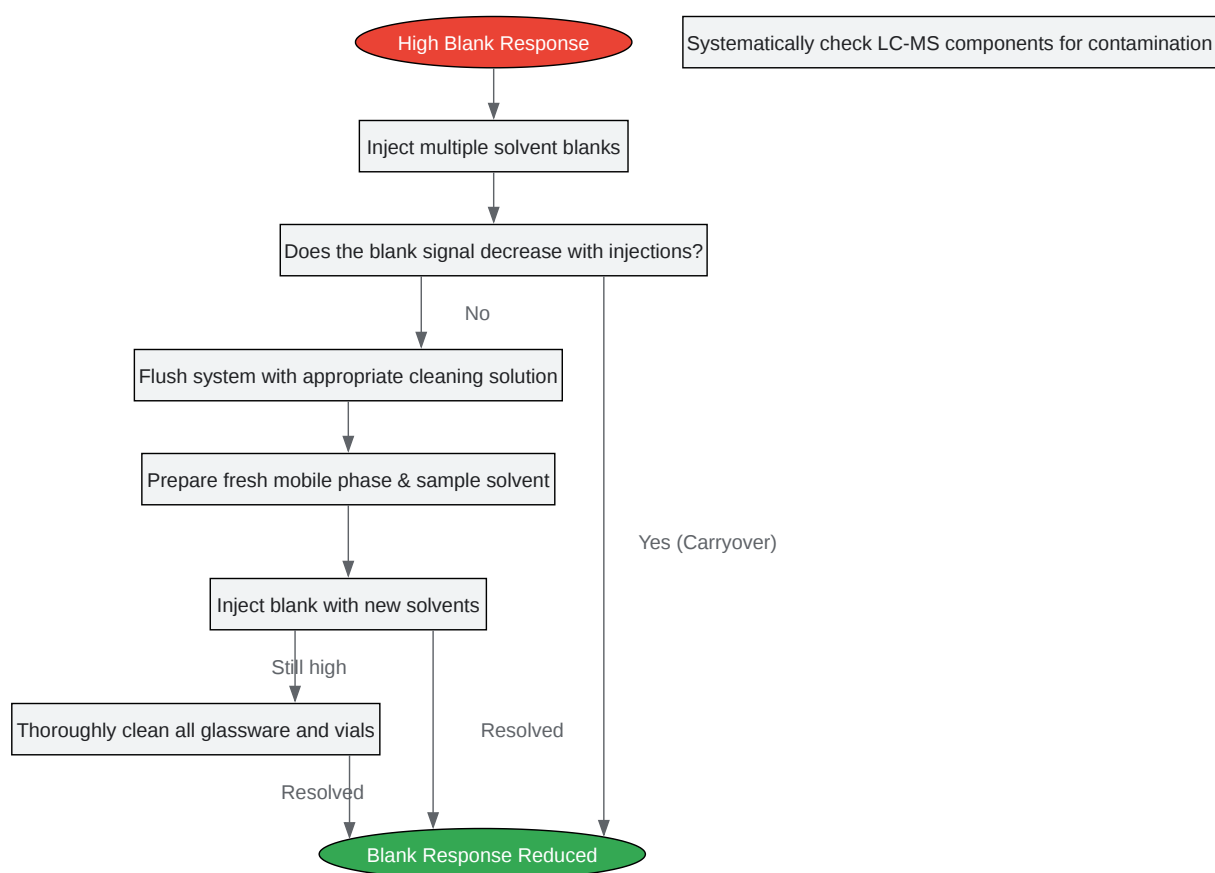 High Blank Response
Systematically check LC-MS components for contamination
Inject multiple solvent blanks
Does the blank signal decrease with injections?
No
Flush system with appropriate cleaning solution
Prepare fresh mobile phase & sample solvent
Yes (Carryover)
Inject blank with new solvents
Still high
Thoroughly clean all glassware and vials
Resolved
Resolved
Blank Response Reduced